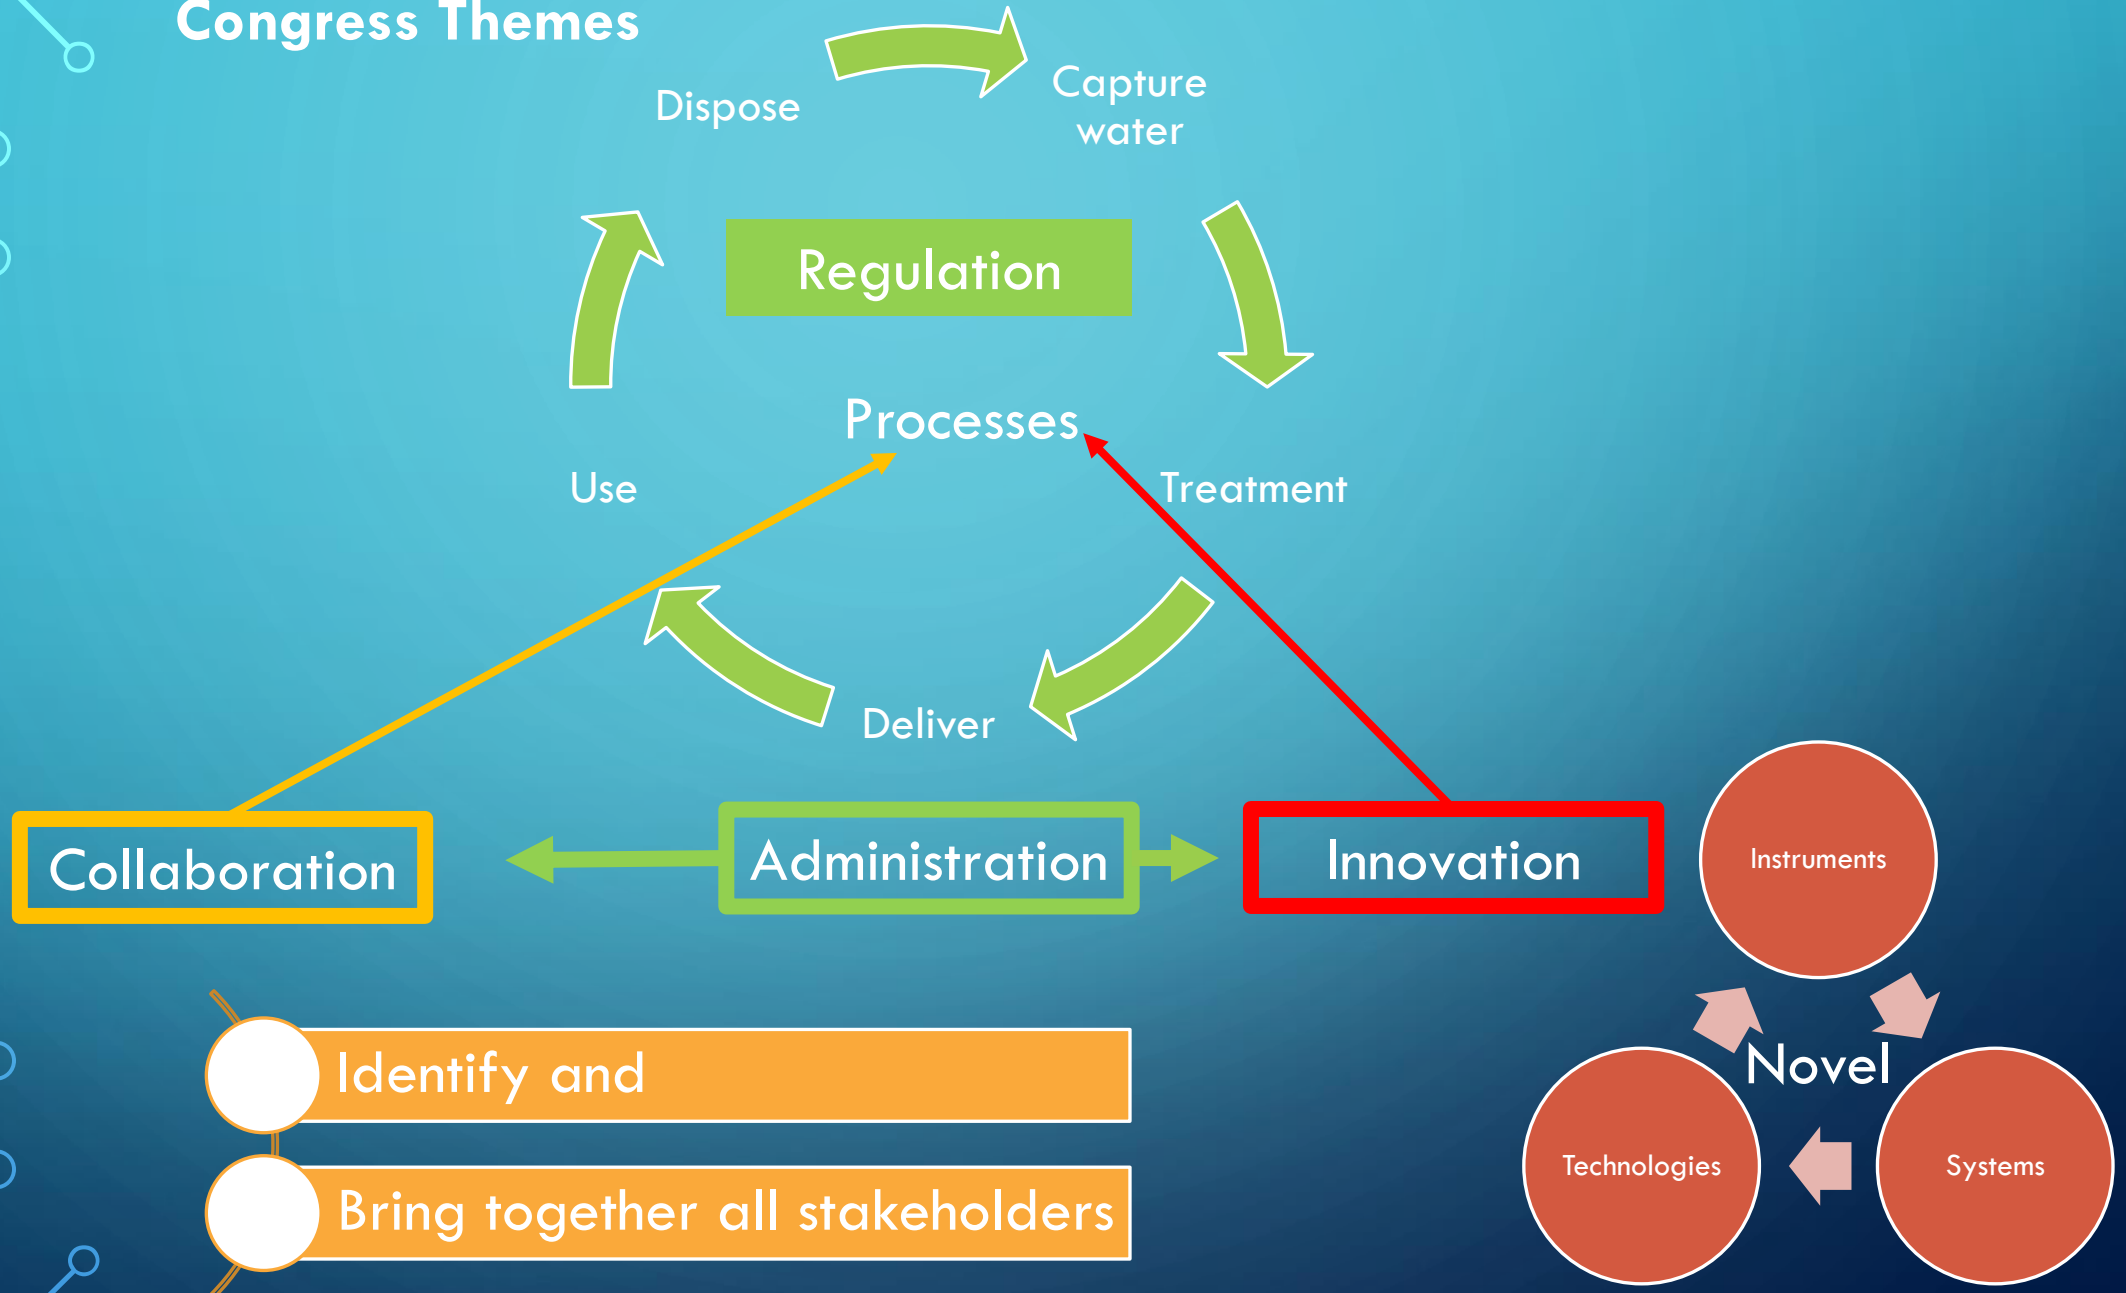 Congress Themes
Dispose
Capture
water
Regulation
Processes
Use
Treatment
Deliver
Collaboration
Administration
Innovation
Instruments
Novel
Technologies
Systems
Identify and
Bring together all stakeholders